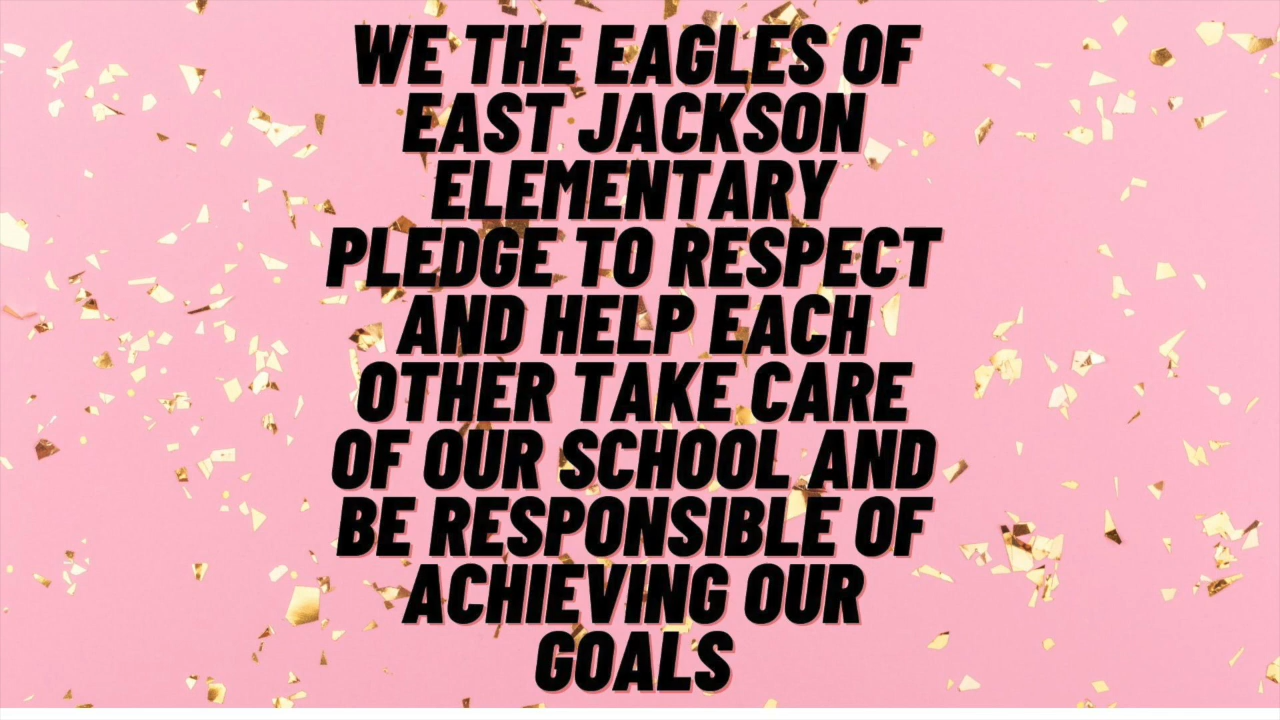 WE THE EAGLES OF
EAST JACKSON
ELEMENTARY
PLEDGE TO RESPECT
AND HELP EACH
OTHER TAKE CARE
OF OUR SCHOOL AND
BE RESPONSIBLE OF
ACHIEVING OUR
GOALS